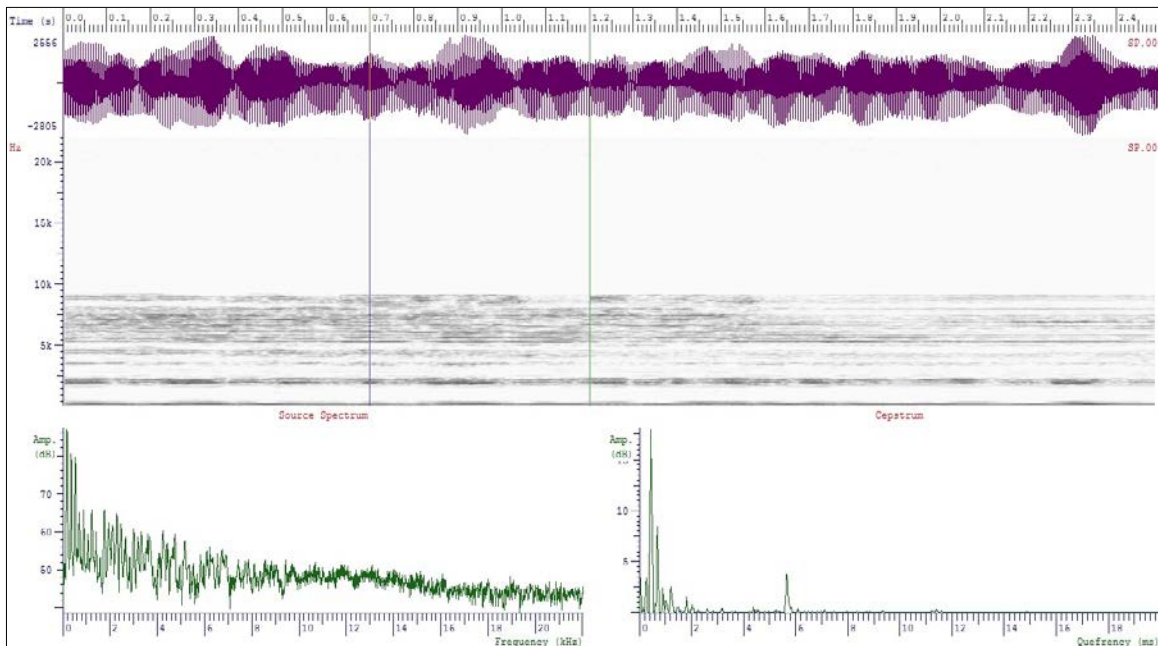 Time (s) 0.0 0.1 0.2 0.3 0.4 0.5 0.6 0.7 0.8 0.9 1.0 1.1 1.2 1.3 1.4 1.5 1.6 1.7 1.8 1.9 2.0 2.1 2.2 2.3 2.4
2656 SP.00
-2905
Hz SP.00
20k
15k
10k
5k
Source Spectrum Cepstrum
Amp. Amp.
(dB) (dB)
70
60
50
10
5
0 2 4 6 8 10 12 14 16 18 20
0 2 4 6 8 10 12 14 16 18
Frequency (kHz) Quefrency (ms)